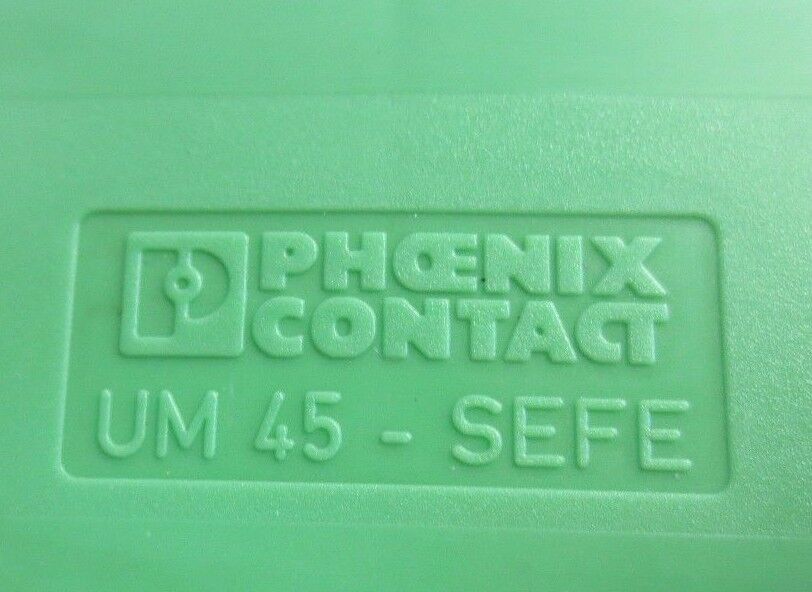 PHŒNIX
CONTACT
UM 45 - SEFE